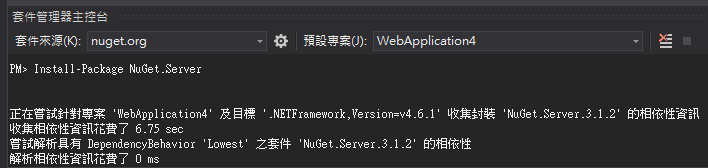 套件管理器主控台
套件來源(K): nuget.org 預設專案(J): WebApplication4
PM> Install-Package NuGet.Server
正在嘗試針對專案 'WebApplication4' 及目標 '.NETFramework,Version=v4.6.1' 收集封裝 'NuGet.Server.3.1.2' 的相依性資訊
收集相依性資訊花費了 6.75 sec
嘗試解析具有 DependencyBehavior 'Lowest' 之套件 'NuGet.Server.3.1.2' 的相依性
解析相依性資訊花費了 0 ms